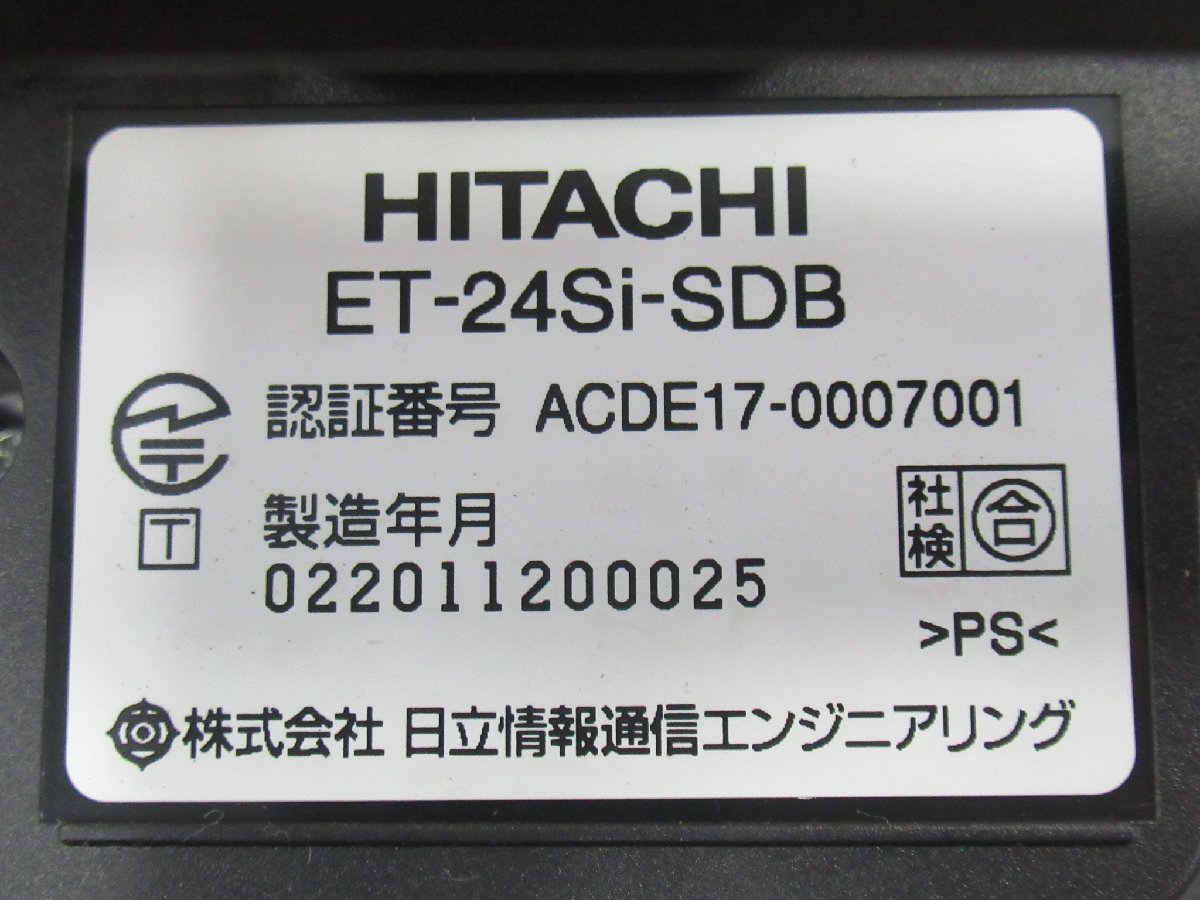 HITACHI
ET-24Si-SDB
認証番号 ACDE17-0007001
T
製造年月
022011200025
社検 合
>PS<
株式会社 日立情報通信エンジニアリング